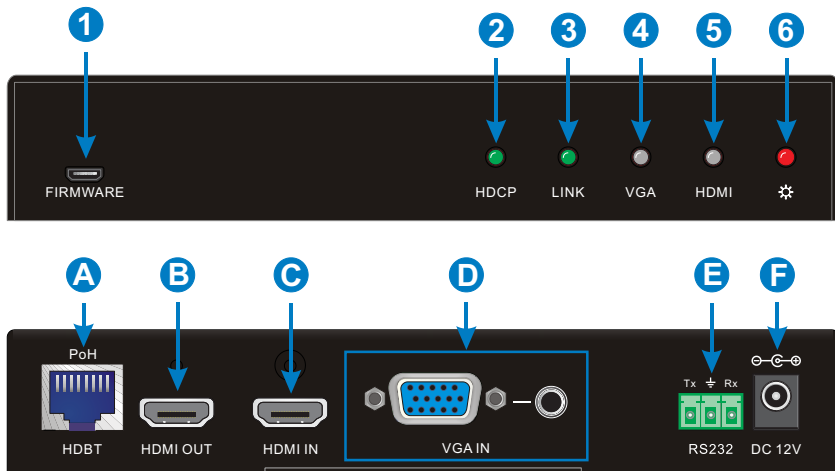 1 2 3 4 5 6
FIRMWARE HDCP LINK VGA HDMI
A B C D E F
PoH
Tx Rx
HDBT HDMI OUT HDMI IN VGA IN RS232 DC 12V